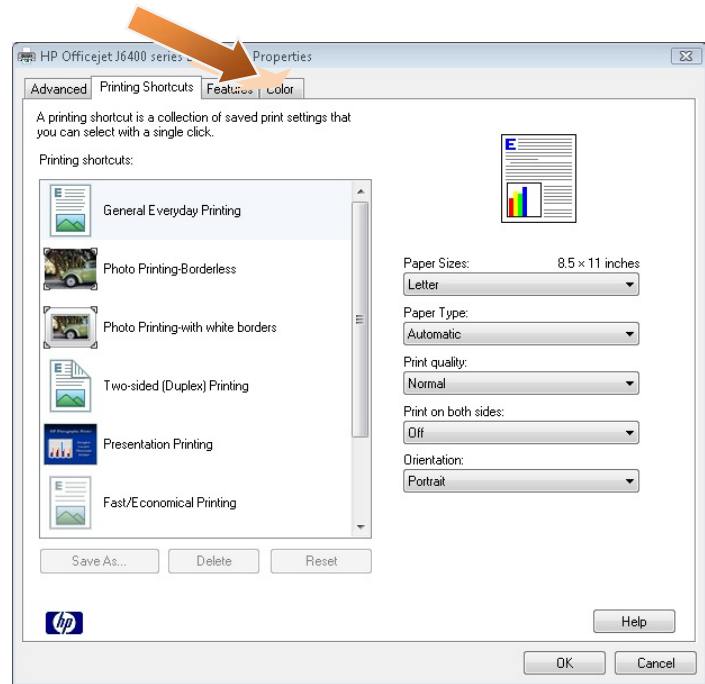 HP Officejet J6400 series Properties
Advanced
Printing Shortcuts
Features
Color
A printing shortcut is a collection of saved print settings that
you can select with a single click.
Printing shortcuts:
General Everyday Printing
Photo Printing-Borderless
Photo Printing-with white borders
Two-sided (Duplex) Printing
Presentation Printing
Fast/Economical Printing
Save As...
Delete
Reset
E
Paper Sizes:
8.5 × 11 inches
Letter
Paper Type:
Automatic
Print quality:
Normal
Print on both sides:
Off
Orientation:
Portrait
hp
Help
OK
Cancel